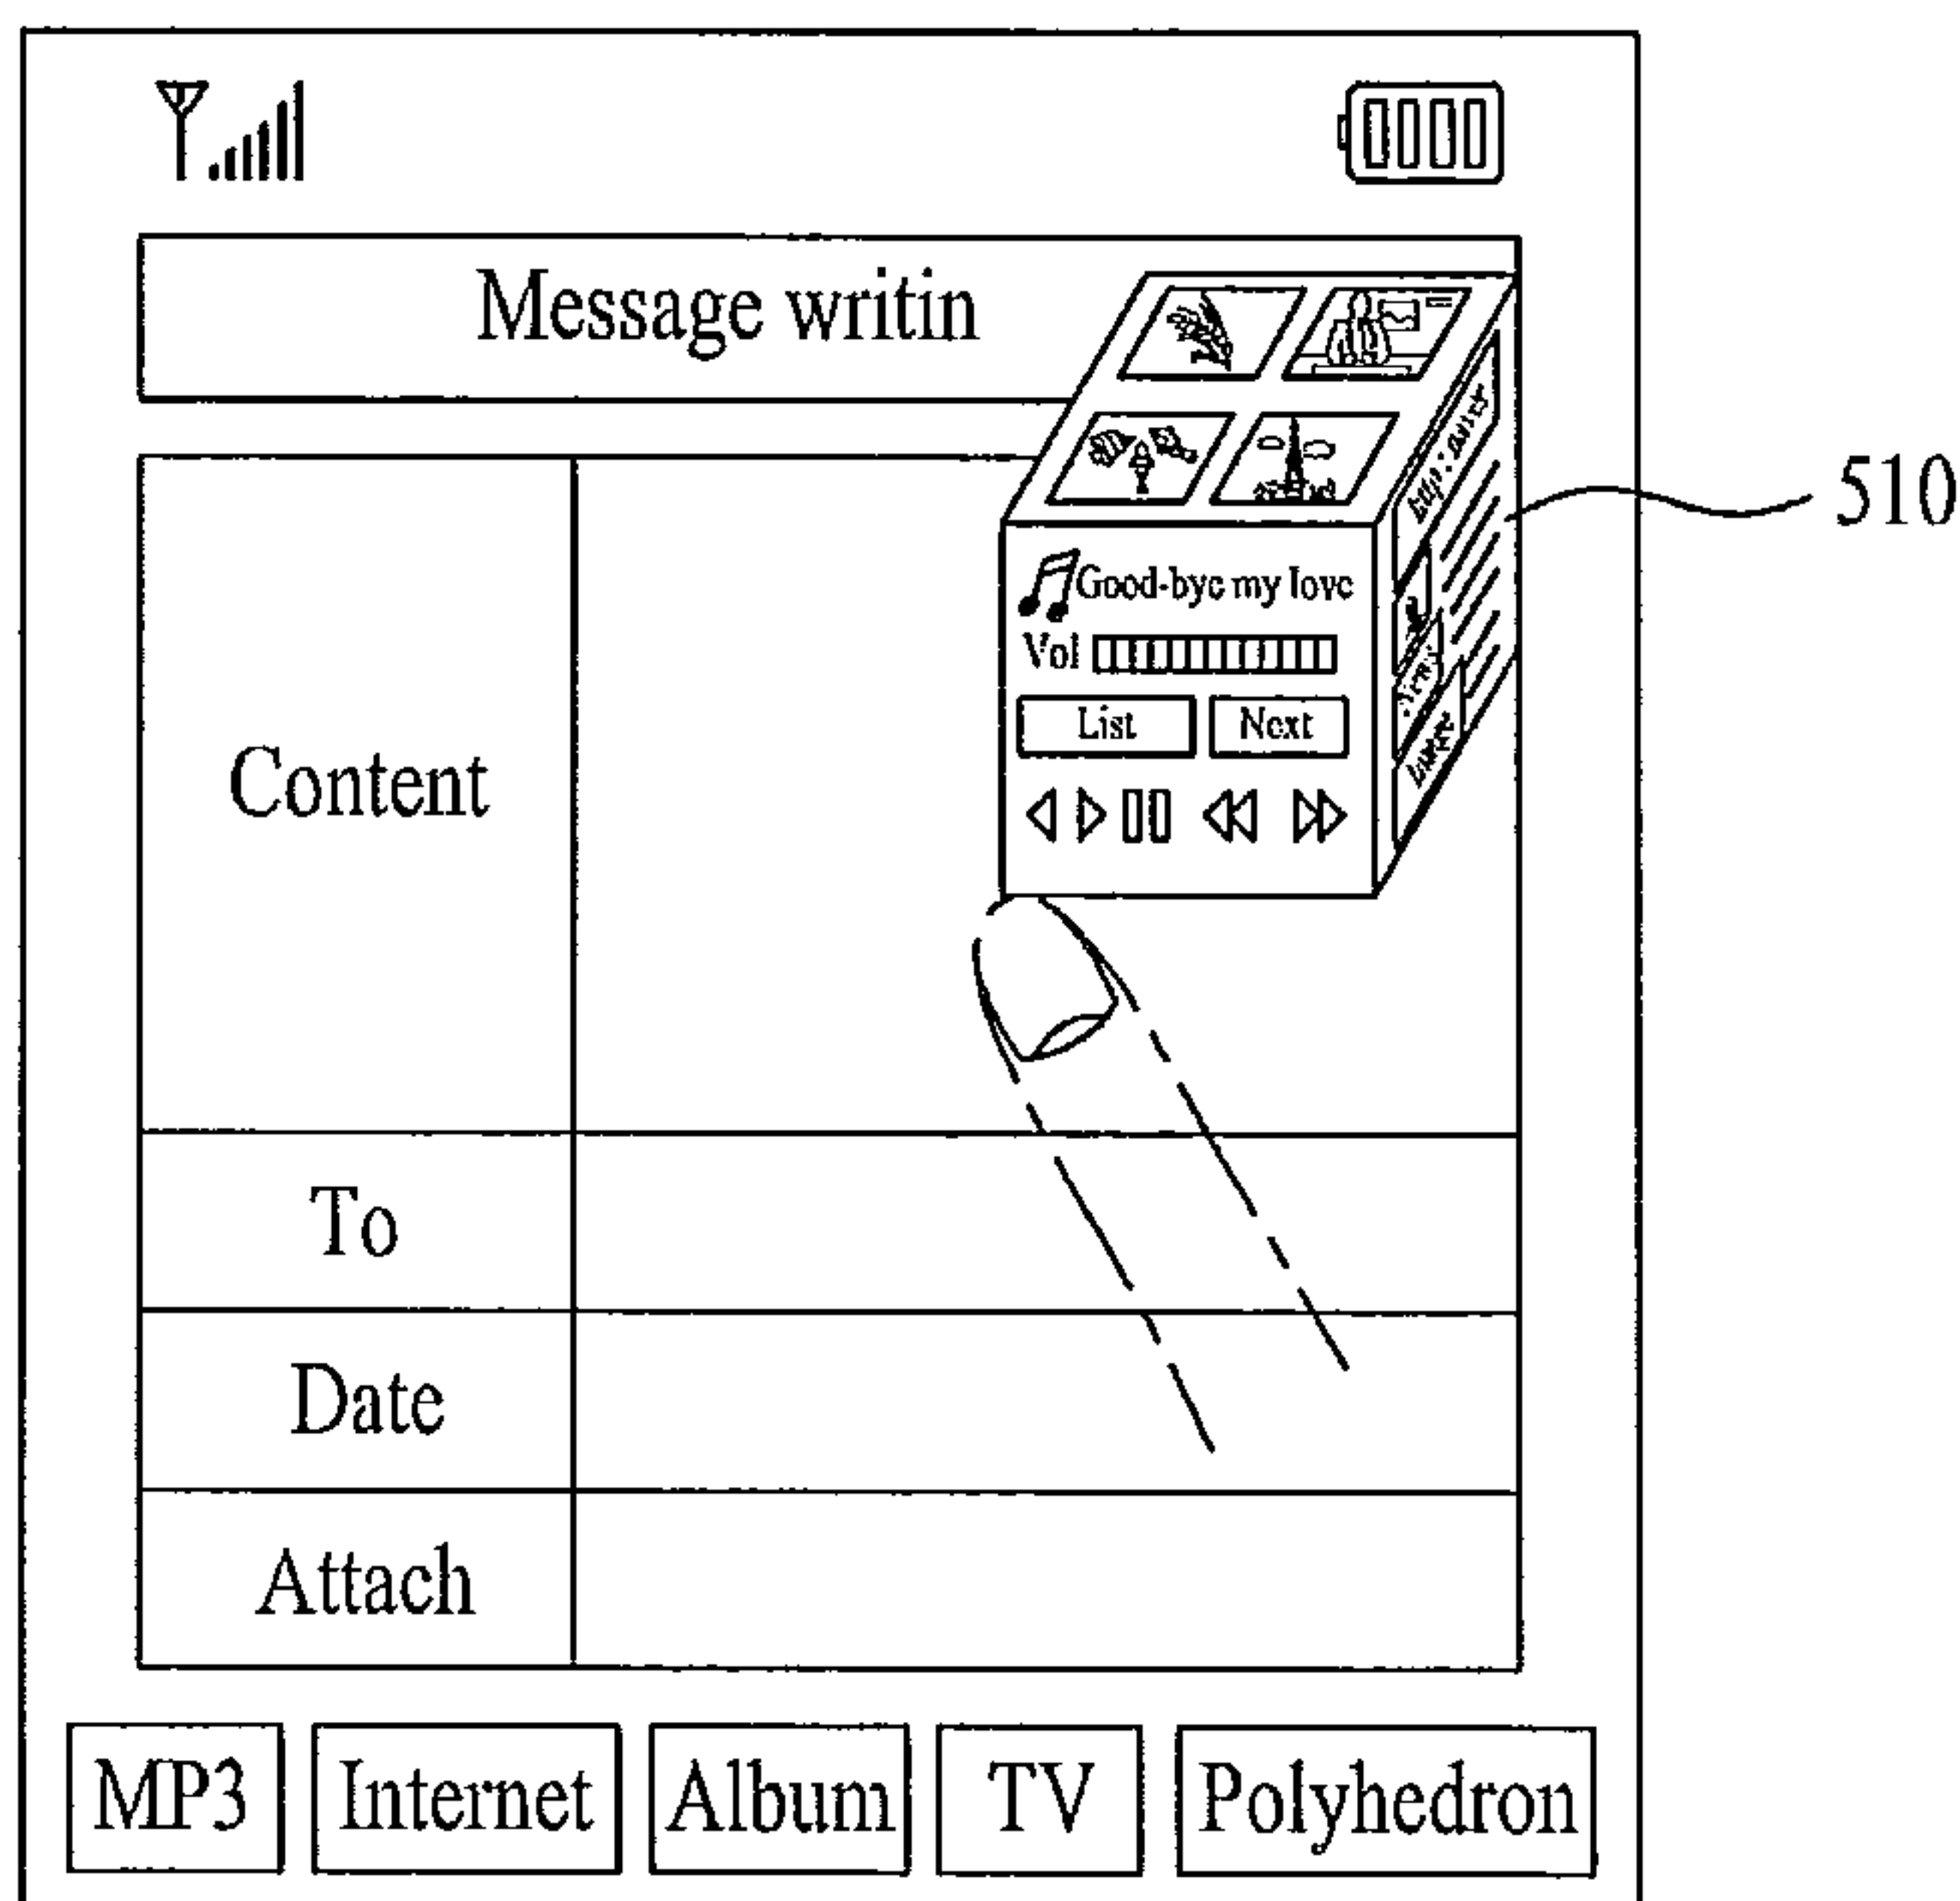 Message writin
510
Good-bye my love
Vol
List Next
Content
To
Date
Attach
MP3 Internet Album TV Polyhedron